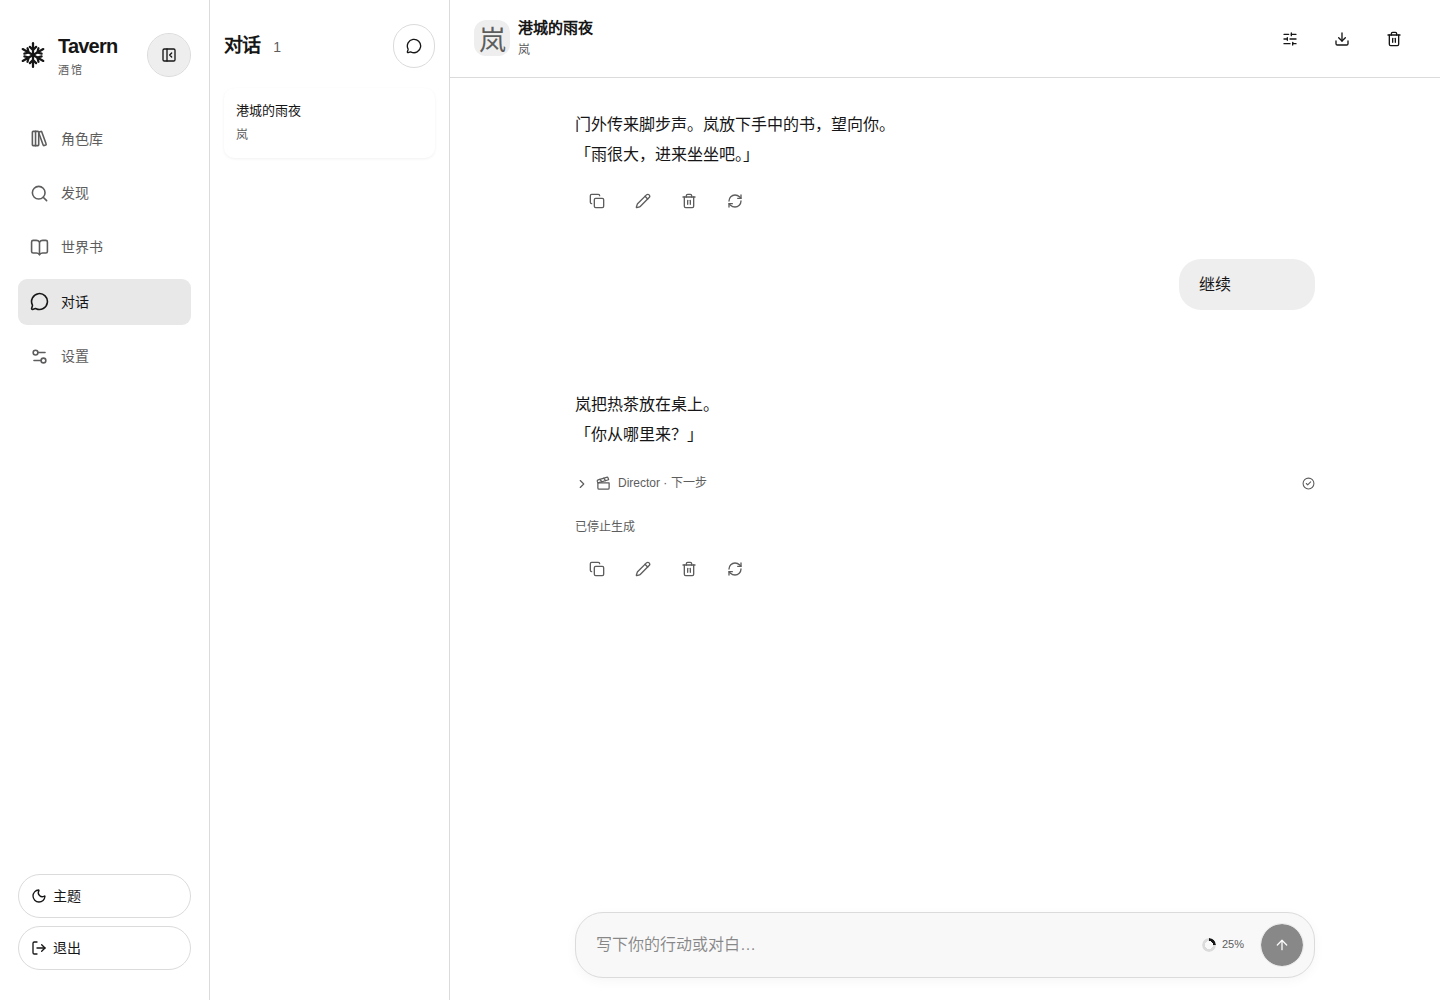 Tavern
酒馆
角色库
发现
世界书
对话
设置
主题
退出
对话 1
港城的雨夜
岚
岚
港城的雨夜
岚
门外传来脚步声。岚放下手中的书，望向你。
「雨很大，进来坐坐吧。」
继续
岚把热茶放在桌上。
「你从哪里来？」
Director · 下一步
已停止生成
写下你的行动或对白…
25%